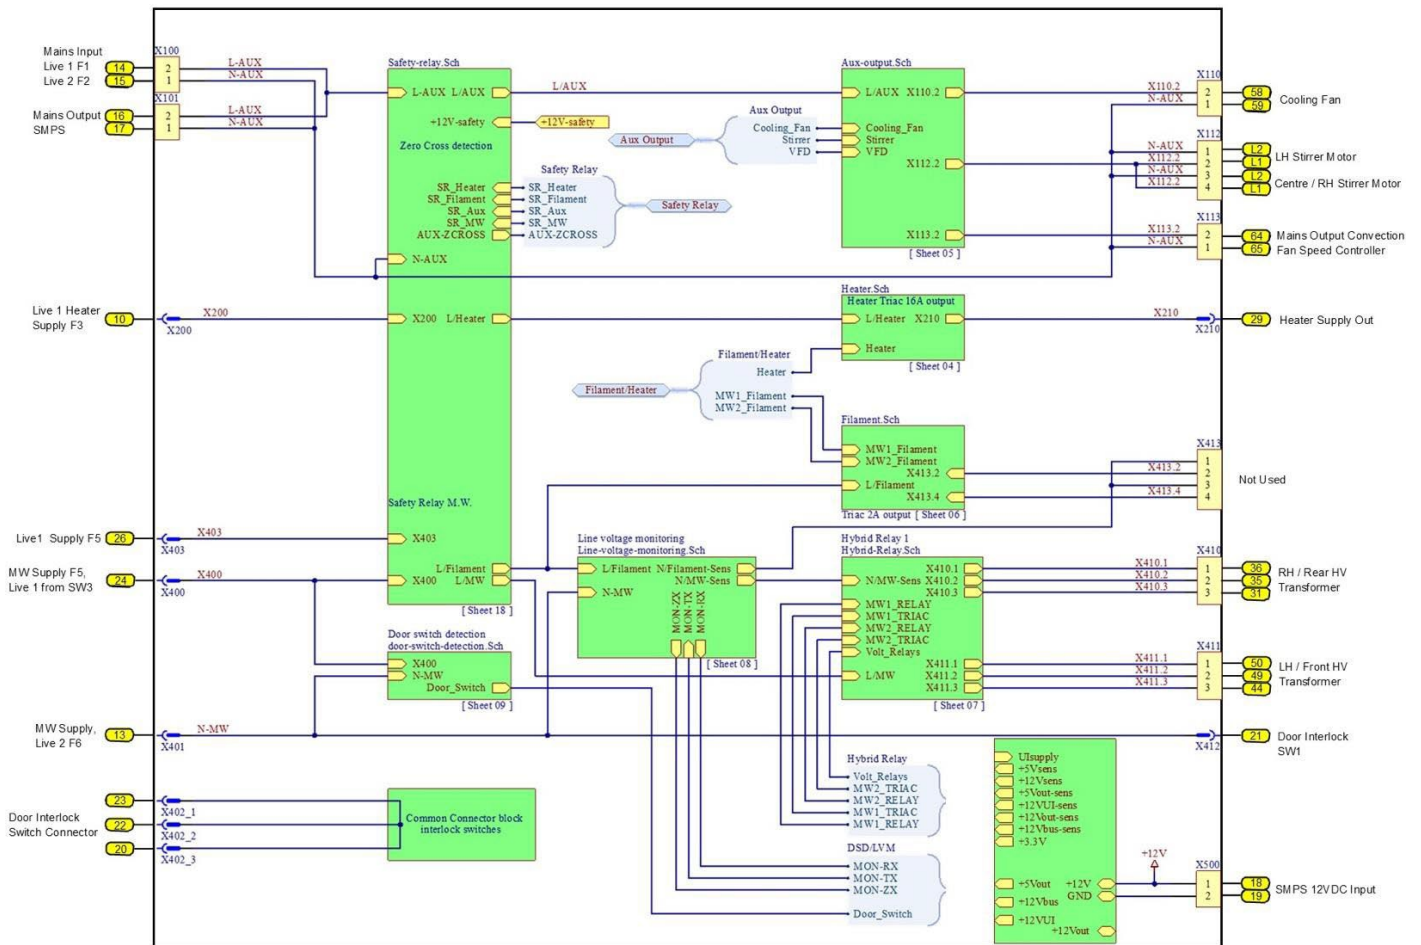 Mains Input
Live 1 F1
Live 2 F2
14
15
X100
2
1
L-AUX
N-AUX
Mains Output
SMPS
16
17
X101
2
1
L-AUX
N-AUX
Safety-relay.Sch
L-AUX L/AUX
+12V-safety
+12V-safety
Zero Cross detection
SR_Heater
SR_Filament
SR_Aux
SR_MW
AUX-ZCROSS
N-AUX
Safety Relay
SR_Heater
SR_Filament
SR_Aux
SR_MW
AUX-ZCROSS
Safety Relay
L/AUX
Aux Output
Aux Output
Cooling_Fan
Stirrer
VFD
Aux-output.Sch
L/AUX X110.2
Cooling_Fan
Stirrer
VFD
X112.2
X113.2
[ Sheet 05 ]
X110.2
N-AUX
X110
2
1
58
59
Cooling Fan
N-AUX
X112.2
N-AUX
X112.2
X112
1
2
3
4
L2
L1
L2
L1
LH Stirrer Motor
Centre / RH Stirrer Motor
X113.2
N-AUX
X113
2
1
64
65
Mains Output Convection
Fan Speed Controller
Live 1 Heater
Supply F3
10
X200
X200
X200 L/Heater
Heater.Sch
Heater Triac 16A output
L/Heater X210
Heater
[ Sheet 04 ]
X210
X210
29
Heater Supply Out
Filament/Heater
Filament/Heater
Heater
MW1_Filament
MW2_Filament
Filament.Sch
MW1_Filament
MW2_Filament
X413.2
L/Filament
X413.4
Triac 2A output [ Sheet 06 ]
X413.2
X413.4
X413
1
2
3
4
Not Used
Safety Relay M.W.
Live1 Supply F5
26
X403
X403
X403
MW Supply F5,
Live 1 from SW3
24
X400
X400
L/Filament
X400 L/MW
[ Sheet 18 ]
Line voltage monitoring
Line-voltage-monitoring.Sch
L/Filament N/Filament-Sens
N/MW-Sens
N-MW
MON-ZX
MON-TX
MON-RX
[ Sheet 08 ]
Hybrid Relay 1
Hybrid-Relay.Sch
X410.1
N/MW-Sens X410.2
X410.3
MW1_RELAY
MW1_TRIAC
MW2_RELAY
MW2_TRIAC
Volt_Relays
X411.1
L/MW X411.2
X411.3
[ Sheet 07 ]
X410.1
X410.2
X410.3
X410
1
2
3
36
35
31
RH / Rear HV
Transformer
X411.1
X411.2
X411.3
X411
1
2
3
50
49
44
LH / Front HV
Transformer
Door switch detection
door-switch-detection.Sch
X400
N-MW
Door_Switch
[ Sheet 09 ]
MW Supply,
Live 2 F6
13
X401
N-MW
X412
21
Door Interlock
SW1
Door Interlock
Switch Connector
23
22
20
X402_1
X402_2
X402_3
Common Connector block
interlock switches
Hybrid Relay
Volt_Relays
MW2_TRIAC
MW2_RELAY
MW1_TRIAC
MW1_RELAY
DSD/LVM
MON-RX
MON-TX
MON-ZX
Door_Switch
UIsupply
+5Vsens
+12Vsens
+5Vout-sens
+12VUI-sens
+12Vout-sens
+12Vbus-sens
+3.3V
+5Vout +12V
GND
+12Vbus
+12VUI
+12Vout
+12V
X500
1
2
18
19
SMPS 12VDC Input